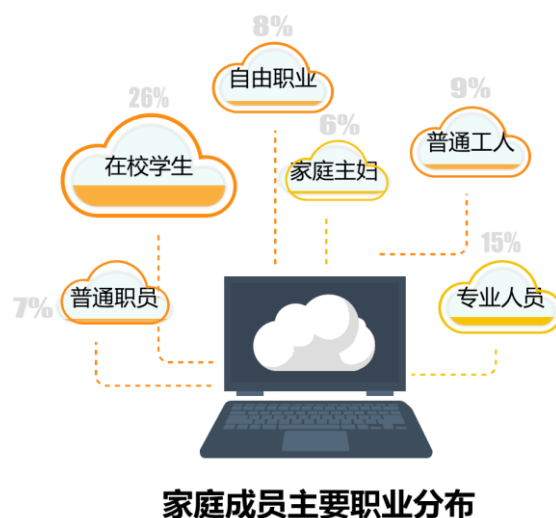 8%
自由职业
26%
在校学生
6%
家庭主妇
9%
普通工人
15%
专业人员
7%
普通职员
家庭成员主要职业分布